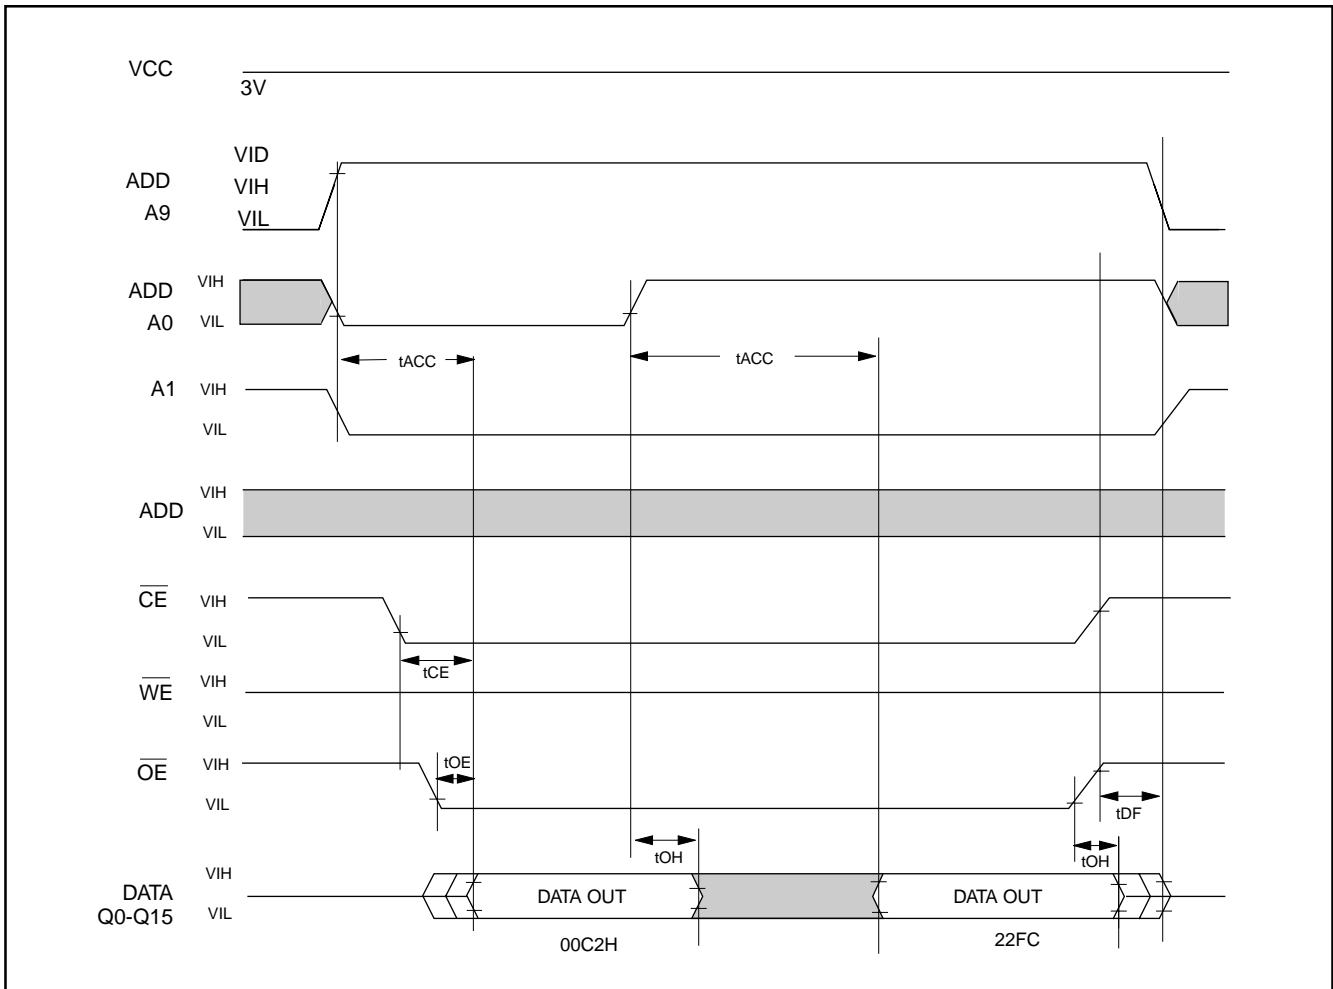 VCC
3V
VID
ADD
VIH
A9
VIL
ADD
VIH
A0
VIL
tACC
tACC
A1
VIH
VIL
ADD
VIH
VIL
CE
VIH
VIL
tCE
WE
VIH
VIL
OE
VIH
tOE
VIL
tDF
tOH
tOH
DATA
VIH
Q0-Q15
VIL
DATA OUT
DATA OUT
00C2H
22FC